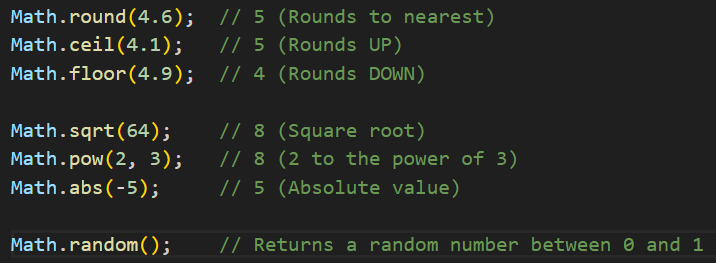 Math.round(4.6);  // 5 (Rounds to nearest)
Math.ceil(4.1);   // 5 (Rounds UP)
Math.floor(4.9);  // 4 (Rounds DOWN)

Math.sqrt(64);    // 8 (Square root)
Math.pow(2, 3);   // 8 (2 to the power of 3)
Math.abs(-5);     // 5 (Absolute value)

Math.random();    // Returns a random number between 0 and 1